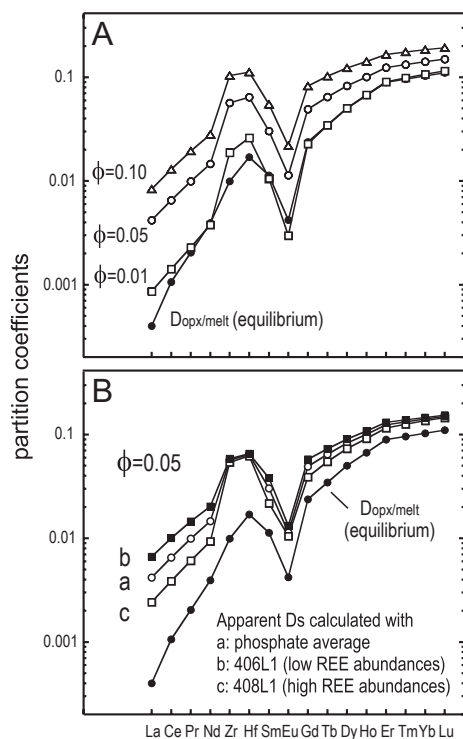 A
0.1
0.01
0.001
ϕ=0.10
ϕ=0.05
ϕ=0.01
Dopx/melt (equilibrium)
partition coefficients
B
0.1
0.01
0.001
ϕ=0.05
b
a
c
Dopx/melt
(equilibrium)
Apparent Ds calculated with
a: phosphate average
b: 406L1 (low REE abundances)
c: 408L1 (high REE abundances)
La Ce Pr Nd Zr Hf Sm Eu Gd Tb Dy Ho Er Tm Yb Lu